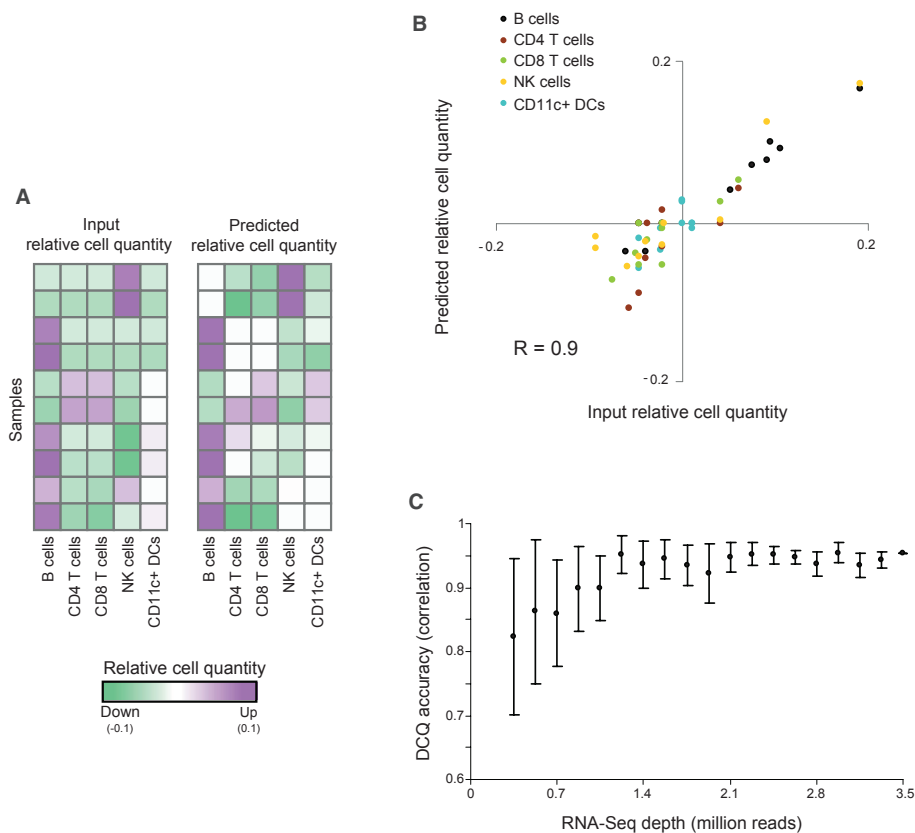 A
Input
relative cell quantity
Predicted
relative cell quantity
Samples
B cells
CD4 T cells
CD8 T cells
NK cells
CD11c+ DCs
B cells
CD4 T cells
CD8 T cells
NK cells
CD11c+ DCs
Relative cell quantity
Down
(-0.1)
Up
(0.1)
B
B cells
CD4 T cells
CD8 T cells
NK cells
CD11c+ DCs
Predicted relative cell quantity
0.2
-0.2
0.2
-0.2
R = 0.9
Input relative cell quantity
C
DCQ accuracy (correlation)
1
0.9
0.8
0.7
0.6
0
0.7
1.4
2.1
2.8
3.5
RNA-Seq depth (million reads)